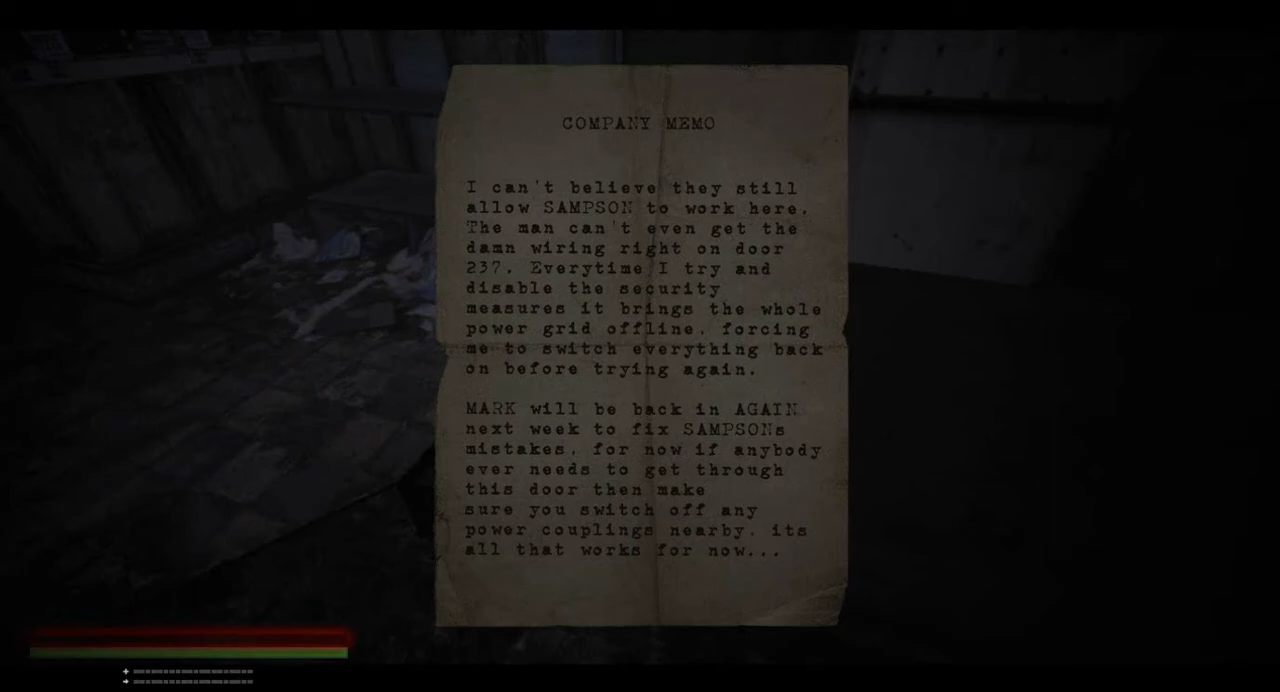 COMPANY MEMO
I can't believe they still
allow SAMPSON to work here.
The man can't even get the
damn wiring right on door
237. Everytime I try and
disable the security
measures it brings the whole
power grid offline, forcing
me to switch everything back
on before trying again.
MARK will be back in AGAIN
next week to fix SAMPSONs
mistakes, for now if anybody
ever needs to get through
this door then make
sure you switch off any
power couplings nearby, its
all that works for now...